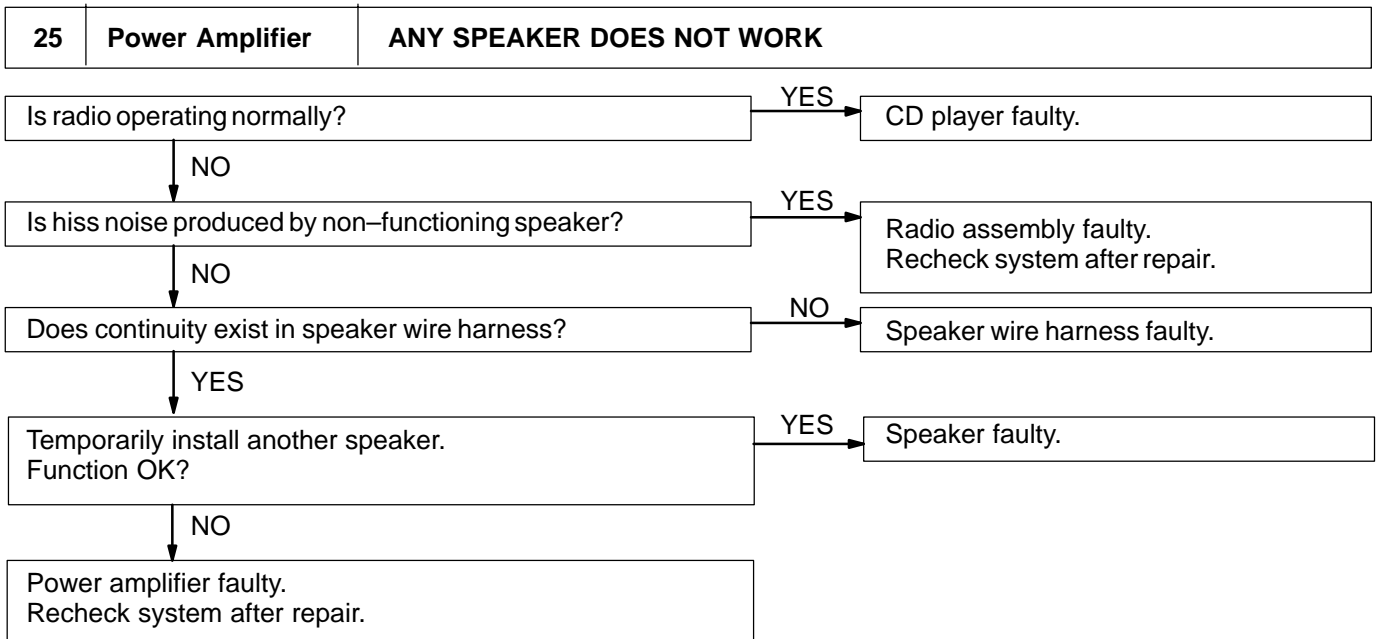 25 Power Amplifier ANY SPEAKER DOES NOT WORK
Is radio operating normally?
YES
CD player faulty.
NO
Is hiss noise produced by non–functioning speaker?
YES
Radio assembly faulty.
Recheck system after repair.
NO
Does continuity exist in speaker wire harness?
NO
Speaker wire harness faulty.
YES
Temporarily install another speaker.
Function OK?
YES
Speaker faulty.
NO
Power amplifier faulty.
Recheck system after repair.